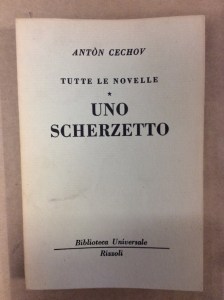 ANTÒN CECHOV
TUTTE LE NOVELLE
*
UNO
SCHERZETTO
Biblioteca Universale
Rizzoli